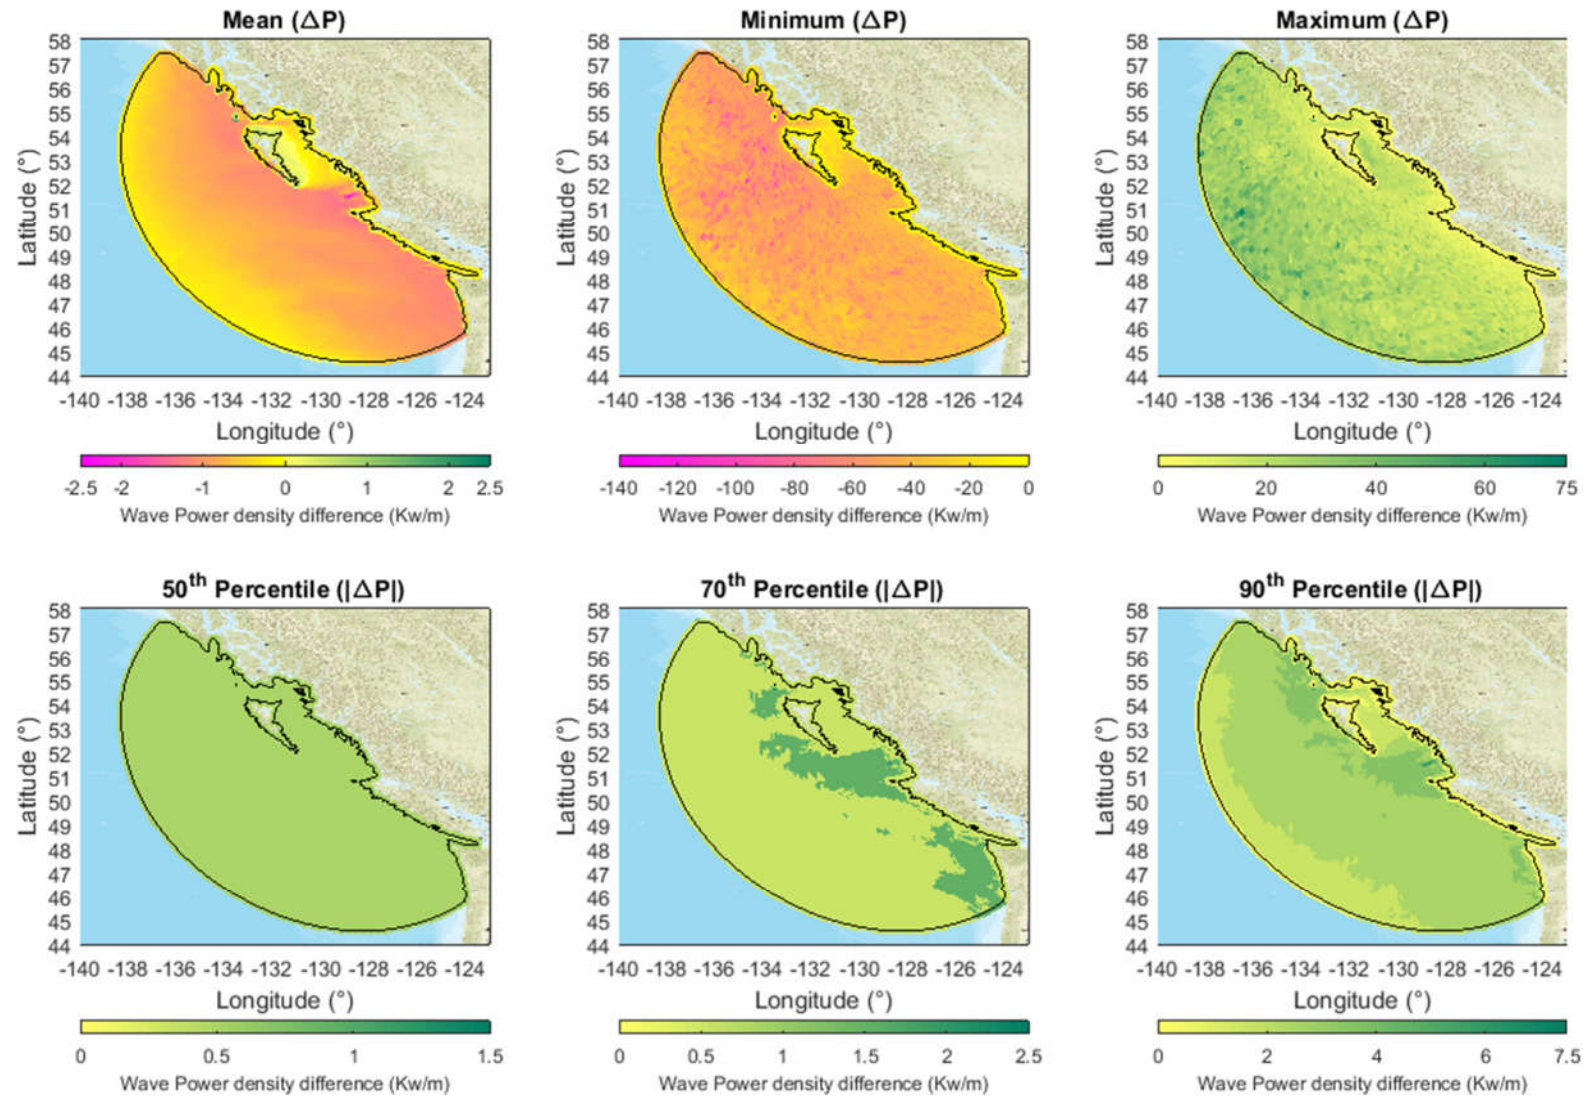 Mean (△P)
Minimum (△P)
Maximum (△P)
58
57
56
55
54
53
52
51
50
49
48
47
46
45
44
Latitude (°)
-140 -138 -136 -134 -132 -130 -128 -126 -124
Longitude (°)
-2.5 -2 -1 0 1 2 2.5
Wave Power density difference (Kw/m)
58
57
56
55
54
53
52
51
50
49
48
47
46
45
44
Latitude (°)
-140 -138 -136 -134 -132 -130 -128 -126 -124
Longitude (°)
-140 -120 -100 -80 -60 -40 -20 0
Wave Power density difference (Kw/m)
58
57
56
55
54
53
52
51
50
49
48
47
46
45
44
Latitude (°)
-140 -138 -136 -134 -132 -130 -128 -126 -124
Longitude (°)
0 20 40 60 75
Wave Power density difference (Kw/m)
50th Percentile (|△P|)
70th Percentile (|△P|)
90th Percentile (|△P|)
58
57
56
55
54
53
52
51
50
49
48
47
46
45
44
Latitude (°)
-140 -138 -136 -134 -132 -130 -128 -126 -124
Longitude (°)
0 0.5 1 1.5
Wave Power density difference (Kw/m)
58
57
56
55
54
53
52
51
50
49
48
47
46
45
44
Latitude (°)
-140 -138 -136 -134 -132 -130 -128 -126 -124
Longitude (°)
0 0.5 1 1.5 2 2.5
Wave Power density difference (Kw/m)
58
57
56
55
54
53
52
51
50
49
48
47
46
45
44
Latitude (°)
-140 -138 -136 -134 -132 -130 -128 -126 -124
Longitude (°)
0 2 4 6 7.5
Wave Power density difference (Kw/m)